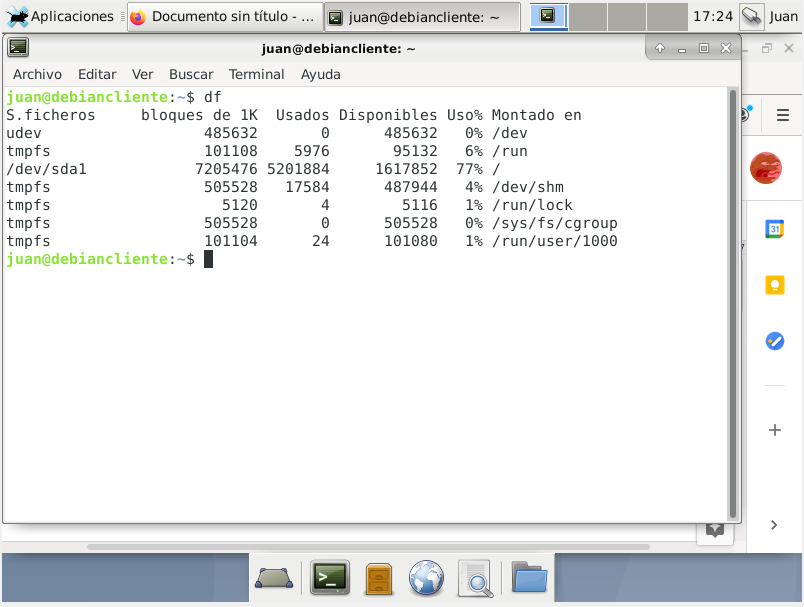 Aplicaciones Documento sin título - ... juan@debiancliente: ~ 17:24 Juan
juan@debiancliente: ~
Archivo Editar Ver Buscar Terminal Ayuda
juan@debiancliente:~$ df
S.ficheros bloques de 1K Usados Disponibles Uso% Montado en
udev 485632 0 485632 0% /dev
tmpfs 101108 5976 95132 6% /run
/dev/sda1 7205476 5201884 1617852 77% /
tmpfs 505528 17584 487944 4% /dev/shm
tmpfs 5120 4 5116 1% /run/lock
tmpfs 505528 0 505528 0% /sys/fs/cgroup
tmpfs 101104 24 101080 1% /run/user/1000
juan@debiancliente:~$
31